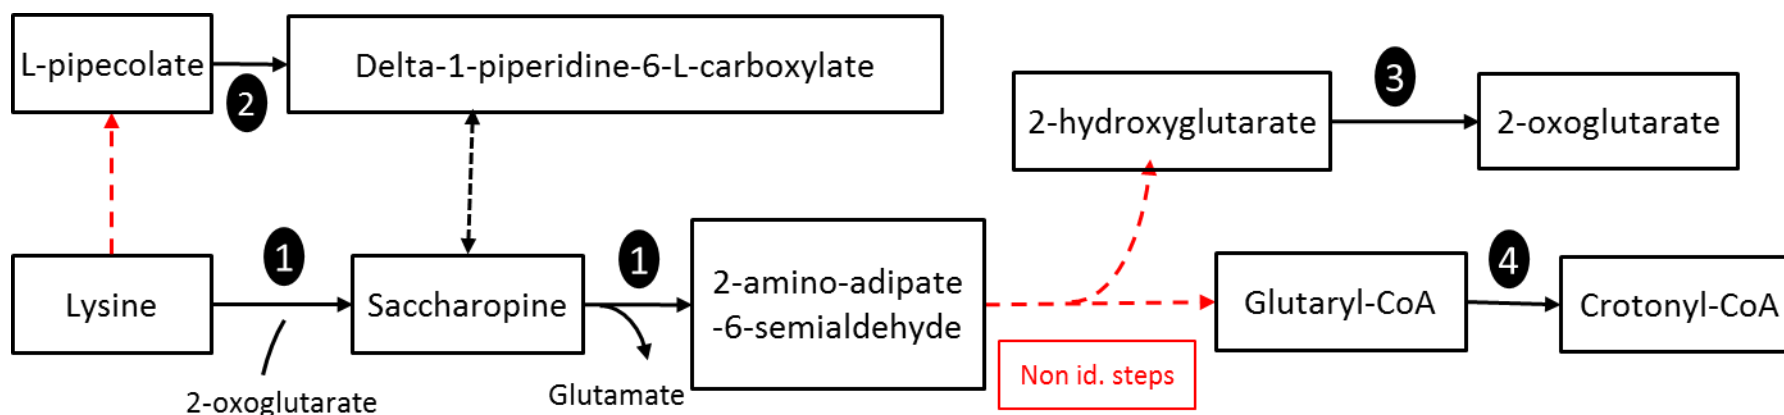 L-pipecolate
2
Delta-1-piperidine-6-L-carboxylate
2-hydroxyglutarate
3
2-oxoglutarate
Lysine
1
2-oxoglutarate
Saccharopine
1
Glutamate
2-amino-adipate
-6-semialdehyde
Non id. steps
Glutaryl-CoA
4
Crotonyl-CoA